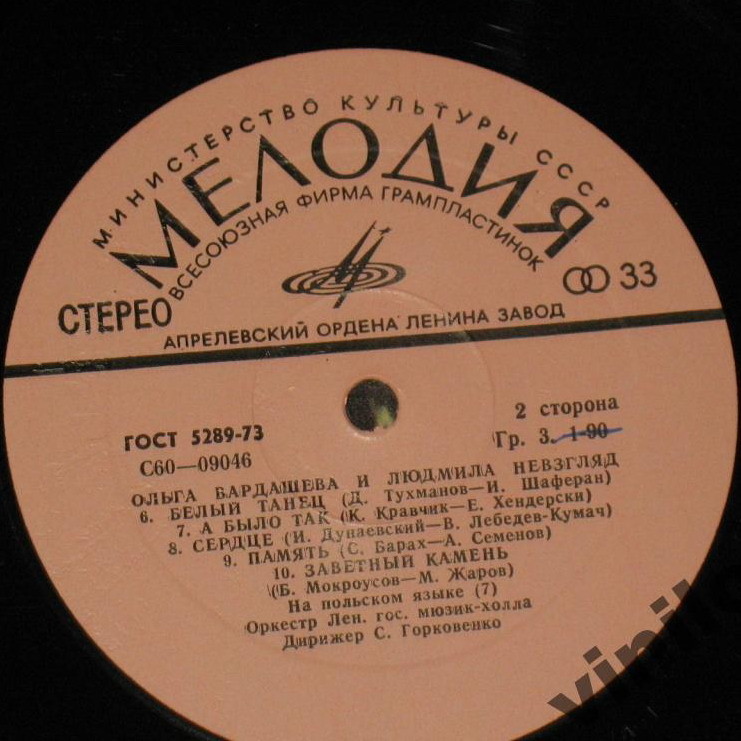 МИНИСТЕРСТВО КУЛЬТУРЫ СССР
МЕЛОДИЯ
ВСЕСОЮЗНАЯ ФИРМА ГРАМПЛАСТИНОК
СТЕРЕО
33
АПРЕЛЕВСКИЙ ОРДЕНА ЛЕНИНА ЗАВОД
ГОСТ 5289-73
2 сторона
С60—09046
Гр. 3. 1-90
ОЛЬГА ВАРДАШЕВА И ЛЮДМИЛА НЕВЗГЛЯД
6. БЕЛЫЙ ТАНЕЦ (Д. Тухманов—И. Шаферан)
7. А БЫЛО ТАК (К. Кравчик—Е. Хендерски)
8. СЕРДЦЕ (И. Дунаевский—В. Лебедев-Кумач)
9. ПАМЯТЬ (С. Барах—А. Семенов)
10. ЗАВЕТНЫЙ КАМЕНЬ
(Б. Мокроусов—М. Жаров)
На польском языке (7)
Оркестр Лен. гос. мюзик-холла
Дирижер С. Горковенко